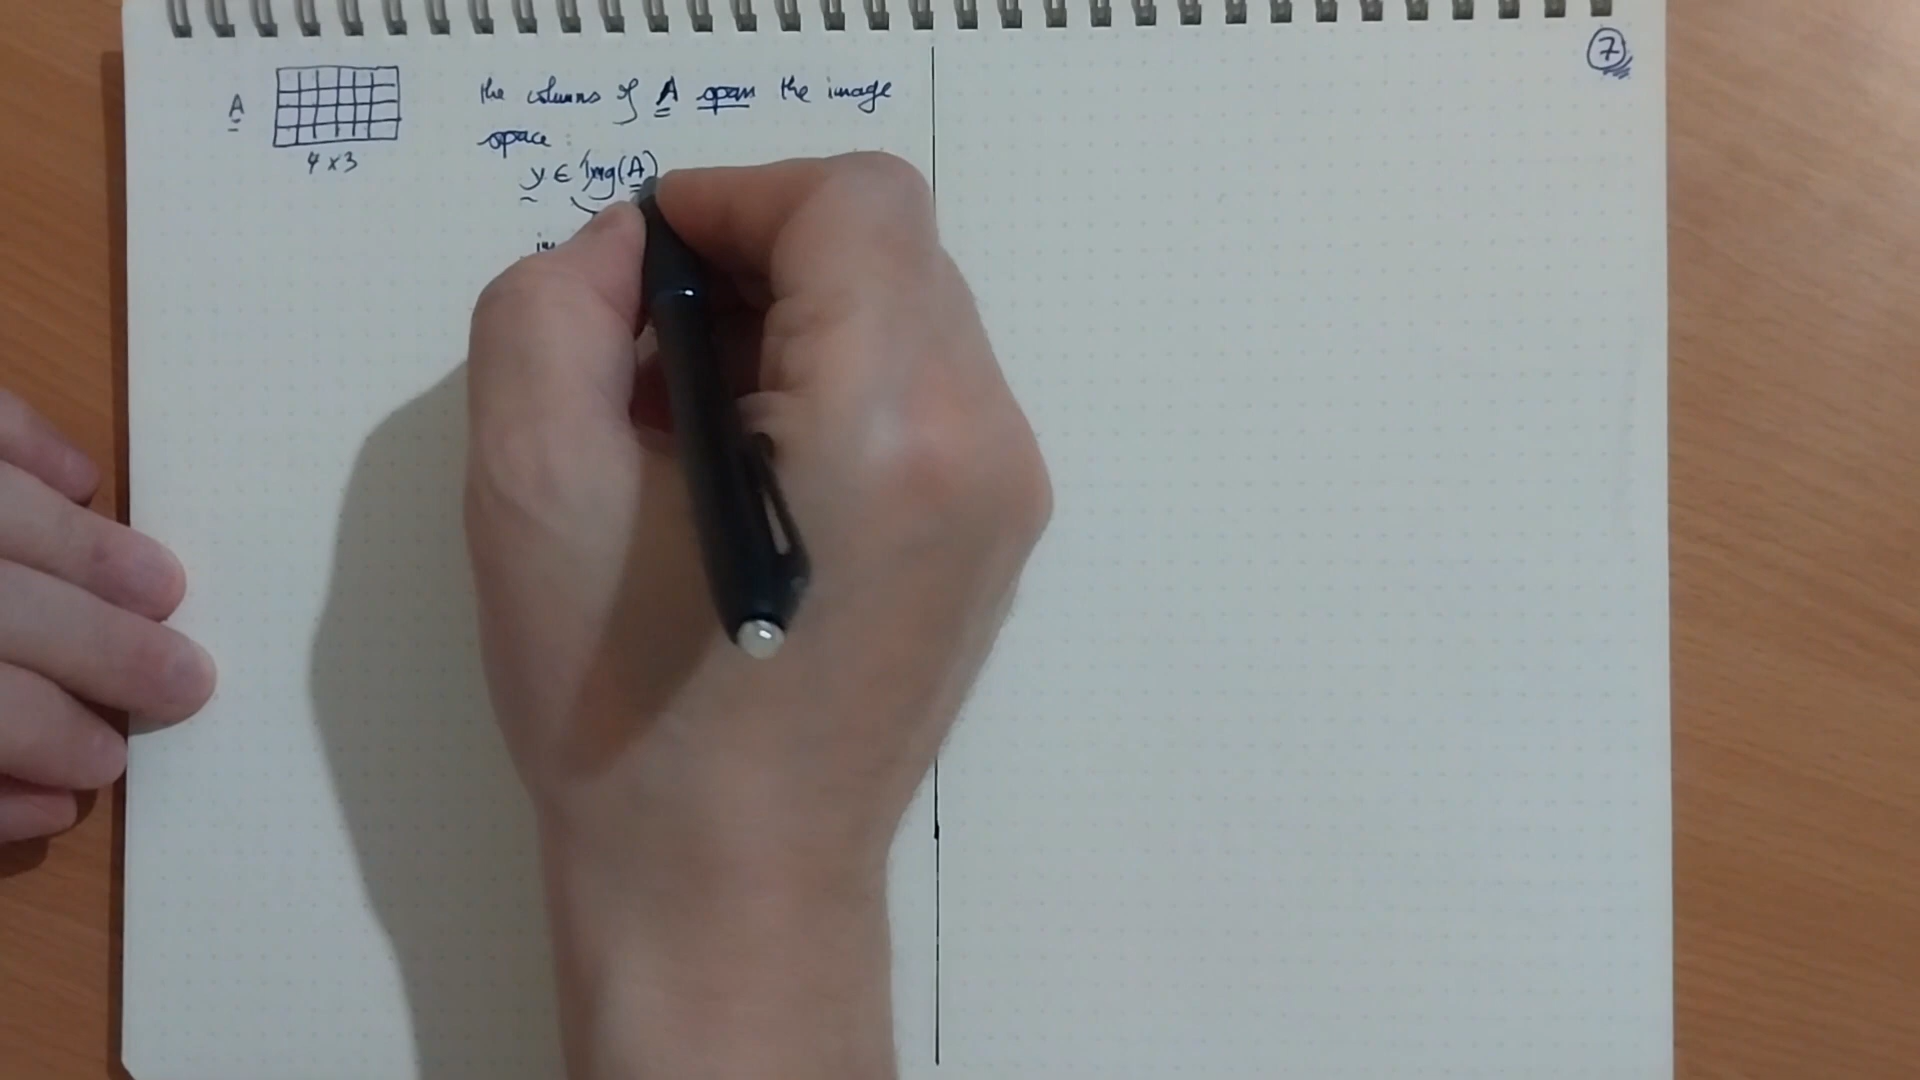 7
A
the columns of A span the image
space :
4 x 3
y ∈ Img(A)